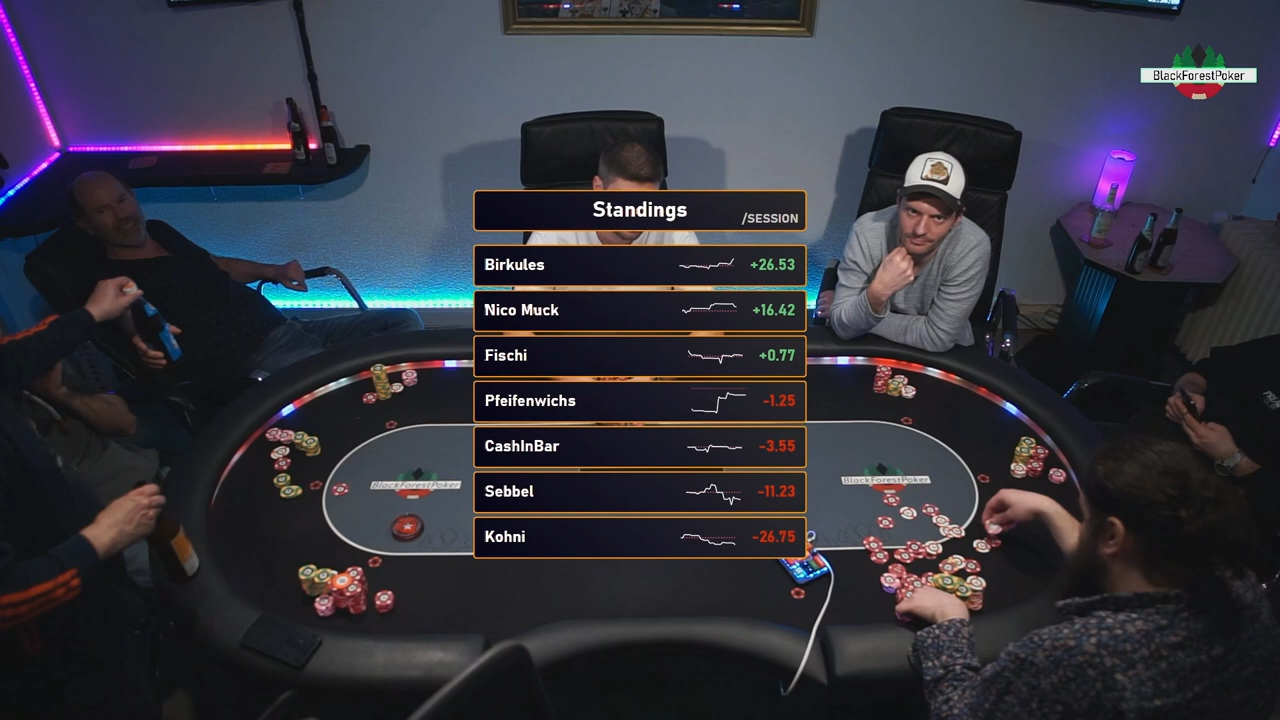 BlackForestPoker
Standings
/SESSION
Birkules +26.53
Nico Muck +16.42
Fischi +0.77
Pfeifenwichs -1.25
CashInBar -3.55
Sebbel -11.23
Kohni -26.75
BlackForestPoker
BlackForestPoker